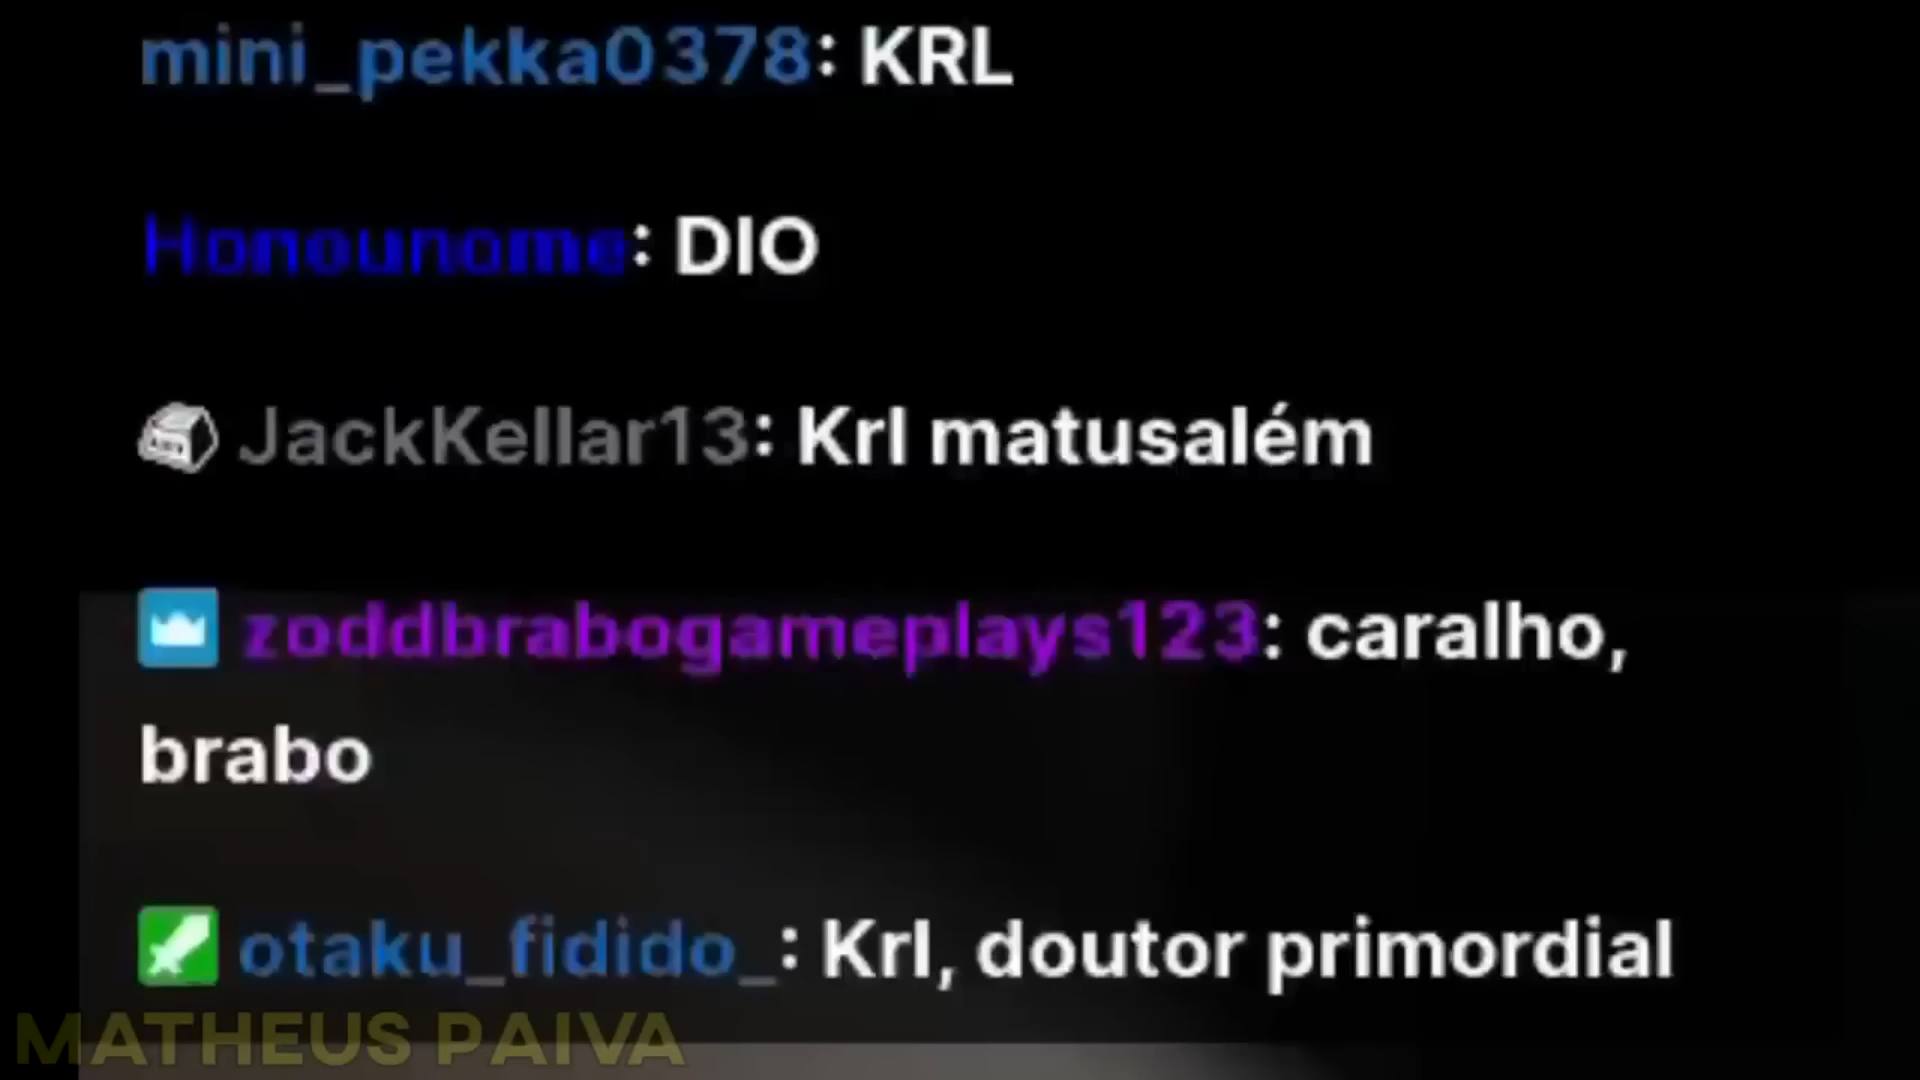 mini_pekka0378: KRL
Honounome: DIO
JackKellar13: Krl matusalém
zoddbrabogameplays123: caralho,
brabo
otaku_fidido_: Krl, doutor primordial
MATHEUS PAIVA